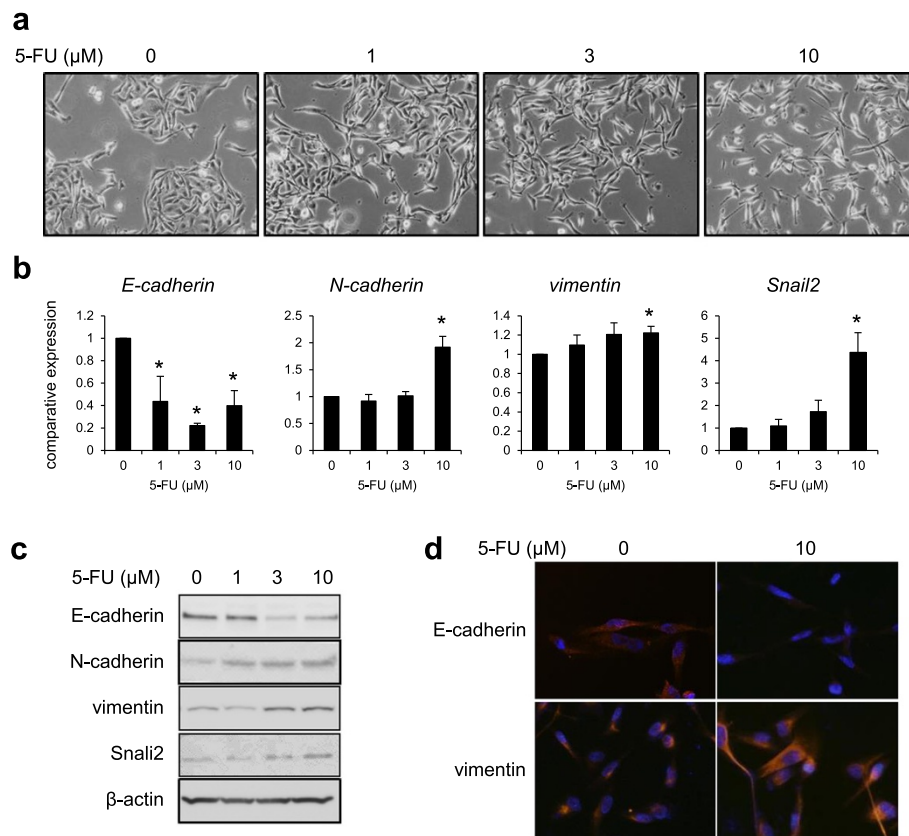 a
5-FU (μM) 0 1 3 10
b
E-cadherin N-cadherin vimentin Snail2
comparative expression
1.2
1
0.8
0.6
0.4
0.2
0
*
*
*
0 1 3 10
5-FU (μM)
2.5
2
1.5
1
0.5
0
*
0 1 3 10
5-FU (μM)
1.4
1.2
1
0.8
0.6
0.4
0.2
0
*
0 1 3 10
5-FU (μM)
6
5
4
3
2
1
0
*
0 1 3 10
5-FU (μM)
c
5-FU (μM) 0 1 3 10
E-cadherin
N-cadherin
vimentin
Snali2
β-actin
d
5-FU (μM) 0 10
E-cadherin
vimentin